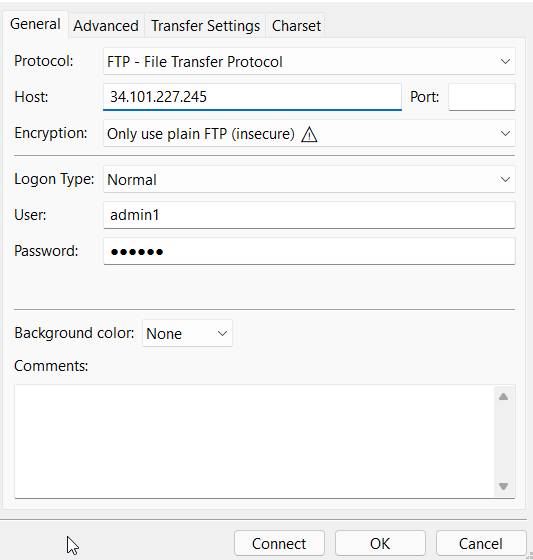 General Advanced Transfer Settings Charset
Protocol: FTP - File Transfer Protocol
Host: 34.101.227.245 Port:
Encryption: Only use plain FTP (insecure) ⚠
Logon Type: Normal
User: admin1
Password: ●●●●●●
Background color: None
Comments:
Connect OK Cancel